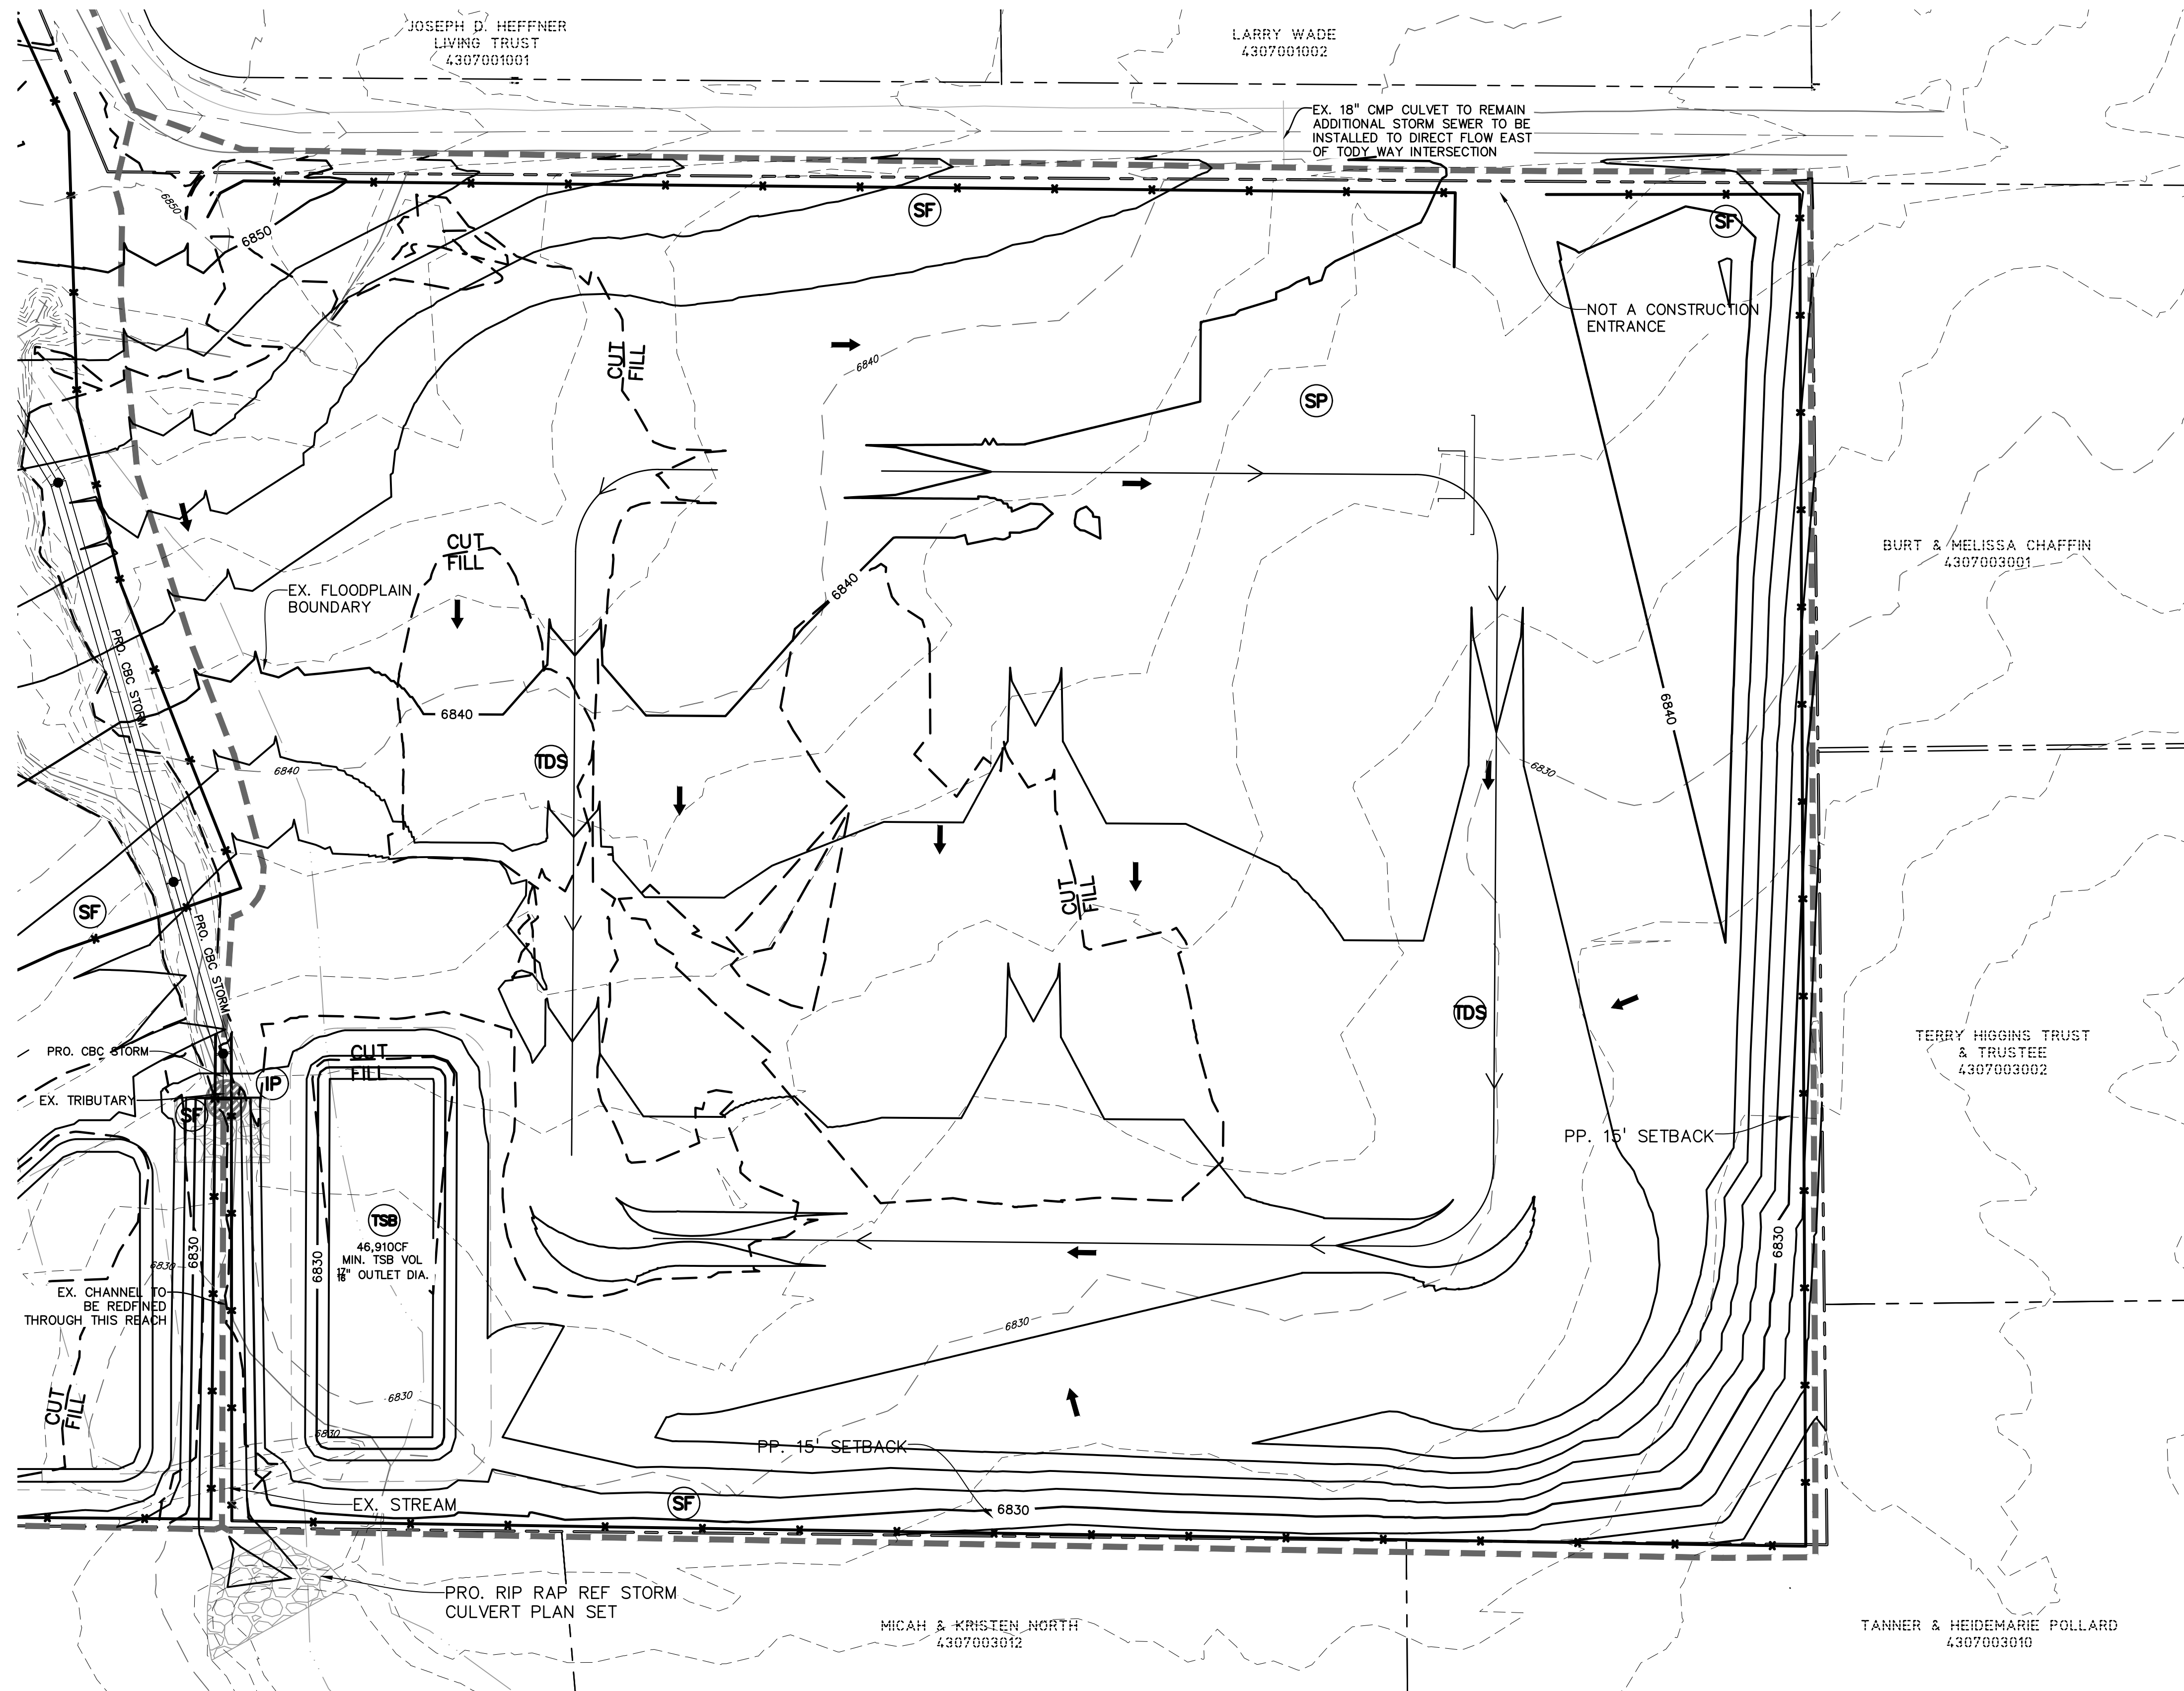 JOSEPH D. HEFFNER
LIVING TRUST
4307001001
LARRY WADE
4307001002
EX. 18" CMP CULVET TO REMAIN
ADDITIONAL STORM SEWER TO BE
INSTALLED TO DIRECT FLOW EAST
OF TODY WAY INTERSECTION
6850
6850
SF
SF
NOT A CONSTRUCTION
ENTRANCE
CUT
FILL
6840
SP
CUT
FILL
BURT & MELISSA CHAFFIN
4307003001
EX. FLOODPLAIN
BOUNDARY
6840
PRO. CBC STORM
6840
6840
6840
TDS
6830
SF
CUT
FILL
PRO. CBC STORM
TDS
TERRY HIGGINS TRUST
& TRUSTEE
4307003002
PRO. CBC STORM
CUT
FILL
IP
EX. TRIBUTARY
SF
PP. 15' SETBACK
TSB
46,910CF
MIN. TSB VOL
17/16" OUTLET DIA.
6830
6830
6830
6830
EX. CHANNEL TO
BE REDFINED
THROUGH THIS REACH
6830
6830
CUT
FILL
6830
PP. 15' SETBACK
EX. STREAM
SF
6830
PRO. RIP RAP REF STORM
CULVERT PLAN SET
MICAH & KRISTEN NORTH
4307003012
TANNER & HEIDEMARIE POLLARD
4307003010